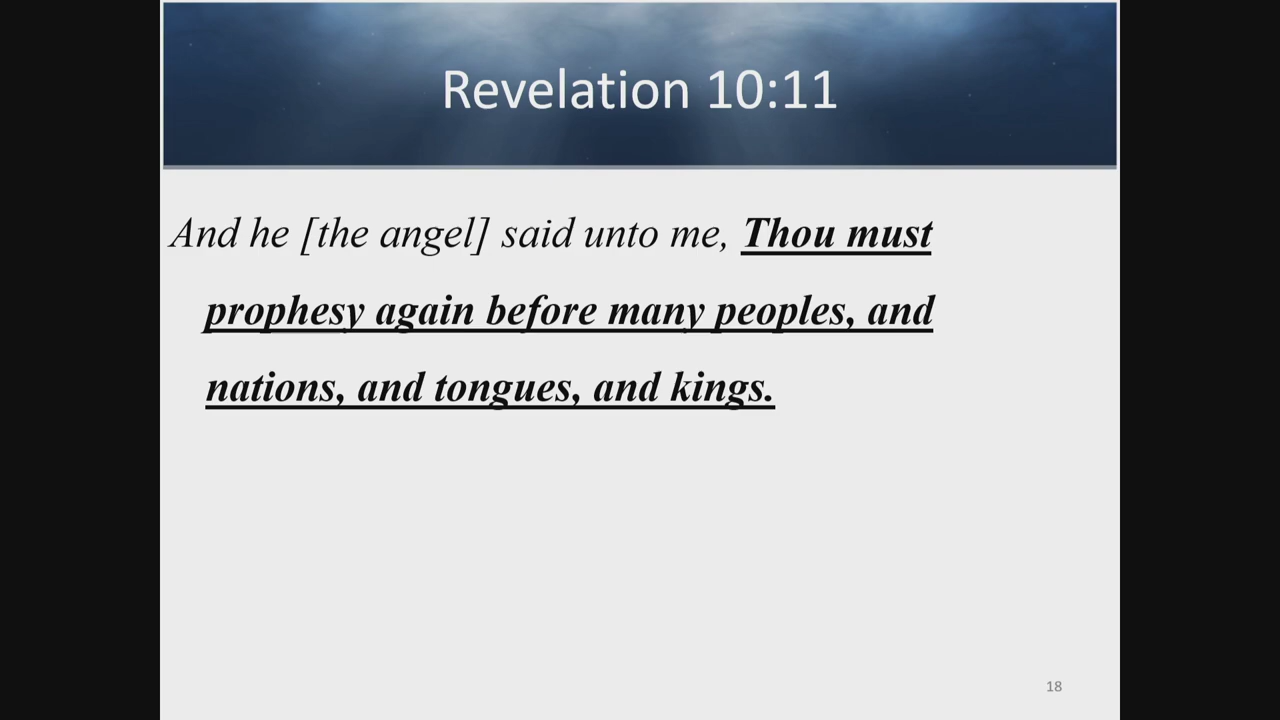 Revelation 10:11
And he [the angel] said unto me, Thou must
prophesy again before many peoples, and
nations, and tongues, and kings.
18